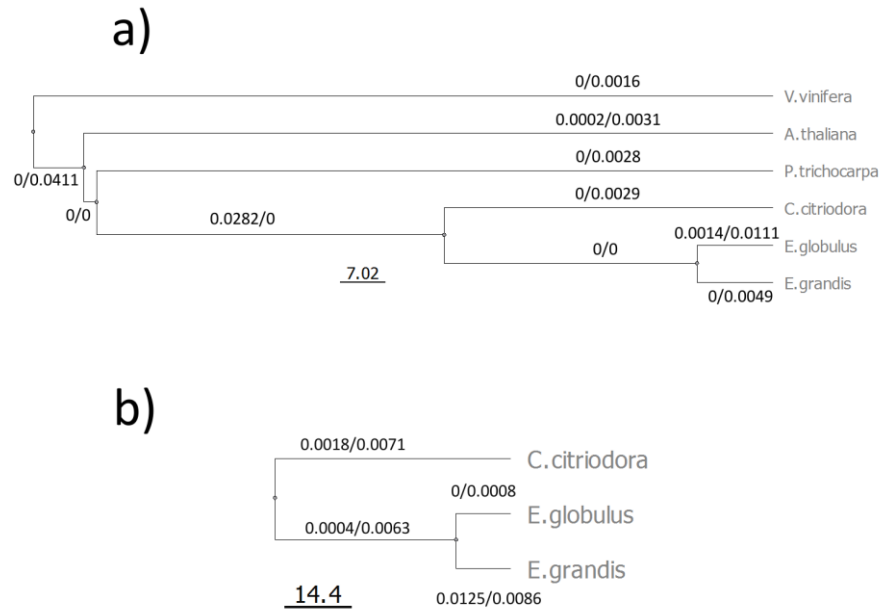 a)
0/0.0016
V.vinifera
0.0002/0.0031
A.thaliana
0/0.0028
P.trichocarpa
0/0.0411
0/0.0029
C.citriodora
0/0
0.0282/0
0.0014/0.0111
E.globulus
0/0
7.02
E.grandis
0/0.0049
b)
0.0018/0.0071
C.citriodora
0/0.0008
E.globulus
0.0004/0.0063
E.grandis
14.4
0.0125/0.0086